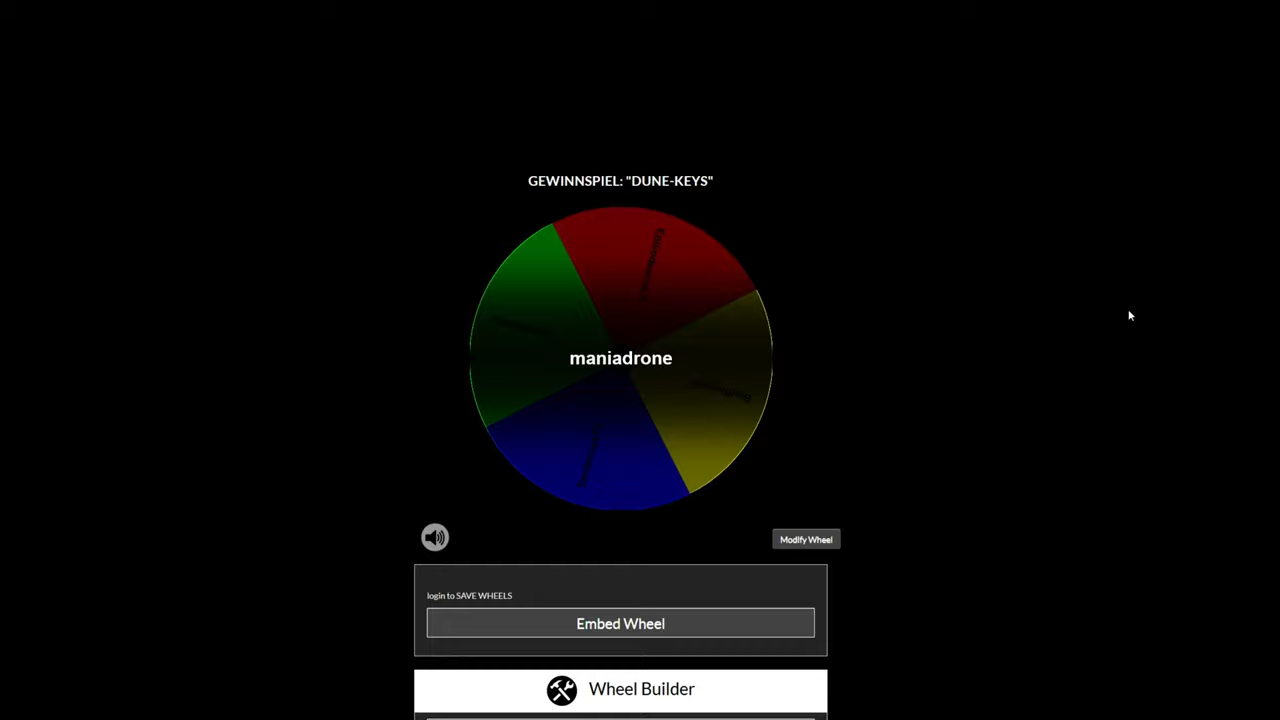 GEWINNSPIEL: "DUNE-KEYS"
maniadrone
Modify Wheel
login to SAVE WHEELS
Embed Wheel
Wheel Builder